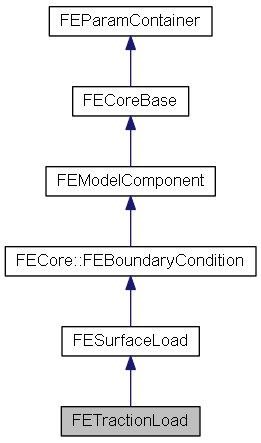 FEParamContainer
FECoreBase
FEModelComponent
FECore::FEBoundaryCondition
FESurfaceLoad
FETractionLoad